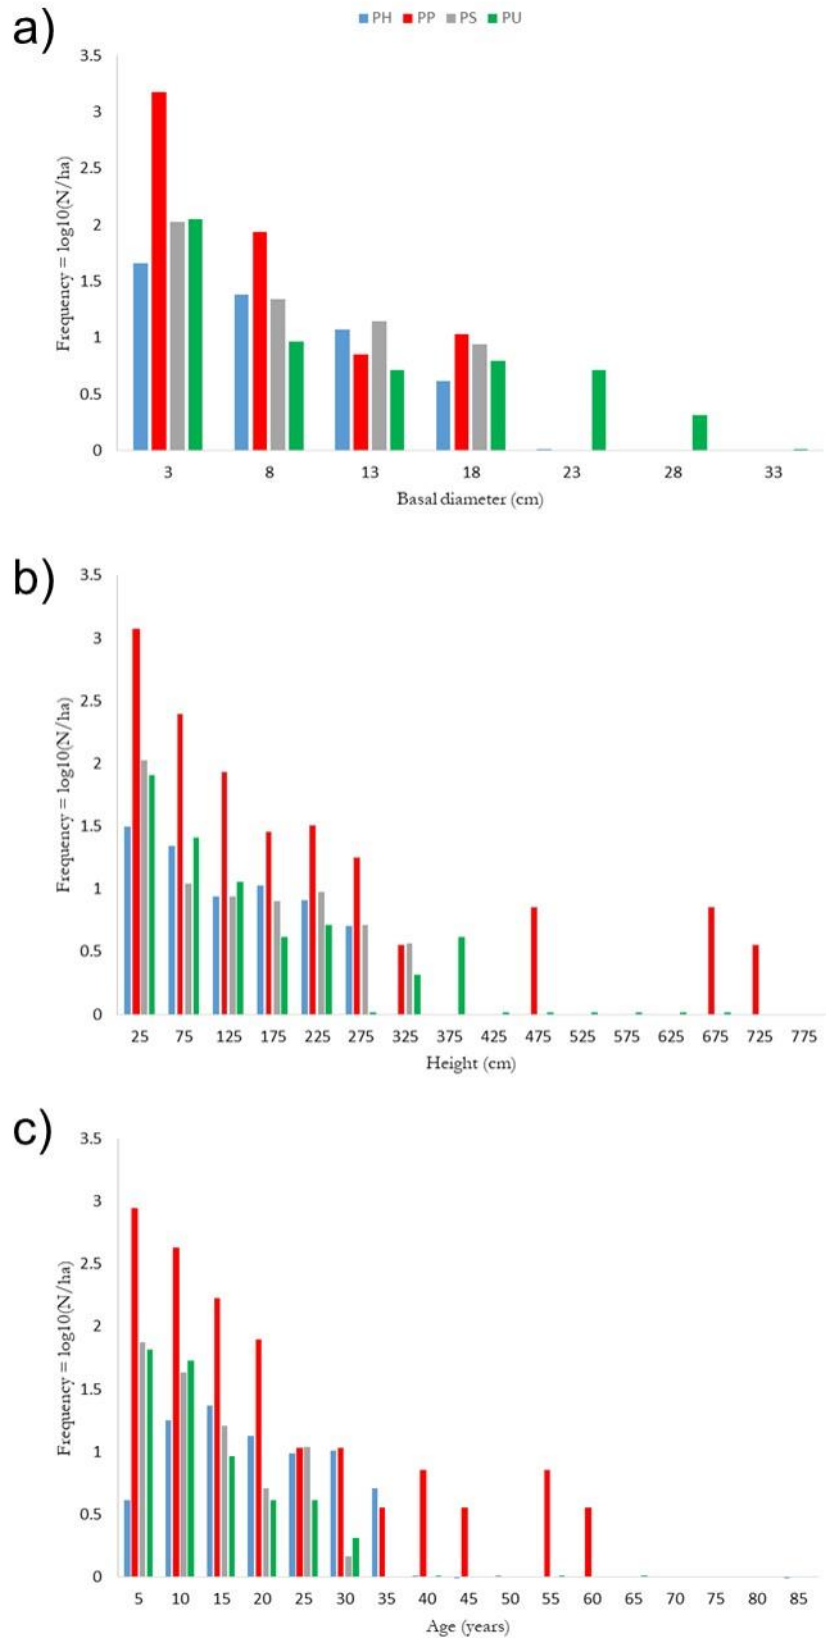 a)
PH PP PS PU
3.5
3
2.5
2
1.5
1
0.5
0
Frequency = log10(N/ha)
3 8 13 18 23 28 33
Basal diameter (cm)
b)
3.5
3
2.5
2
1.5
1
0.5
0
Frequency = log10(N/ha)
25 75 125 175 225 275 325 375 425 475 525 575 625 675 725 775
Height (cm)
c)
3.5
3
2.5
2
1.5
1
0.5
0
Frequency = log10(N/ha)
5 10 15 20 25 30 35 40 45 50 55 60 65 70 75 80 85
Age (years)